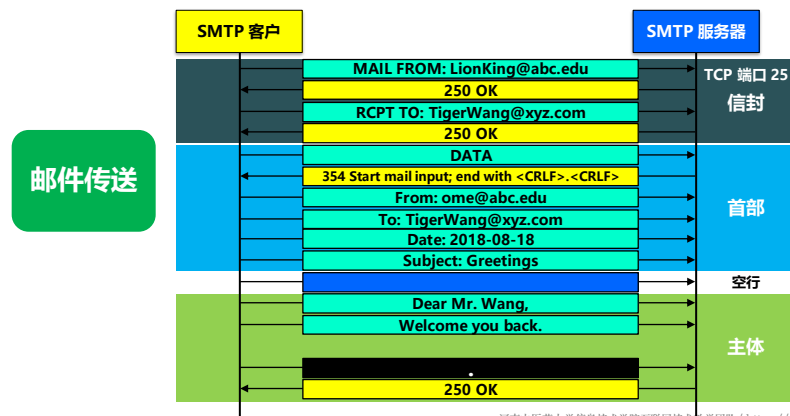 SMTP 客户
SMTP 服务器
MAIL FROM: LionKing@abc.edu
TCP 端口 25
250 OK
信封
RCPT TO: TigerWang@xyz.com
250 OK
邮件传送
DATA
354 Start mail input; end with <CRLF>.<CRLF>
From: ome@abc.edu
首部
To: TigerWang@xyz.com
Date: 2018-08-18
Subject: Greetings
空行
Dear Mr. Wang,
Welcome you back.
主体
.
250 OK